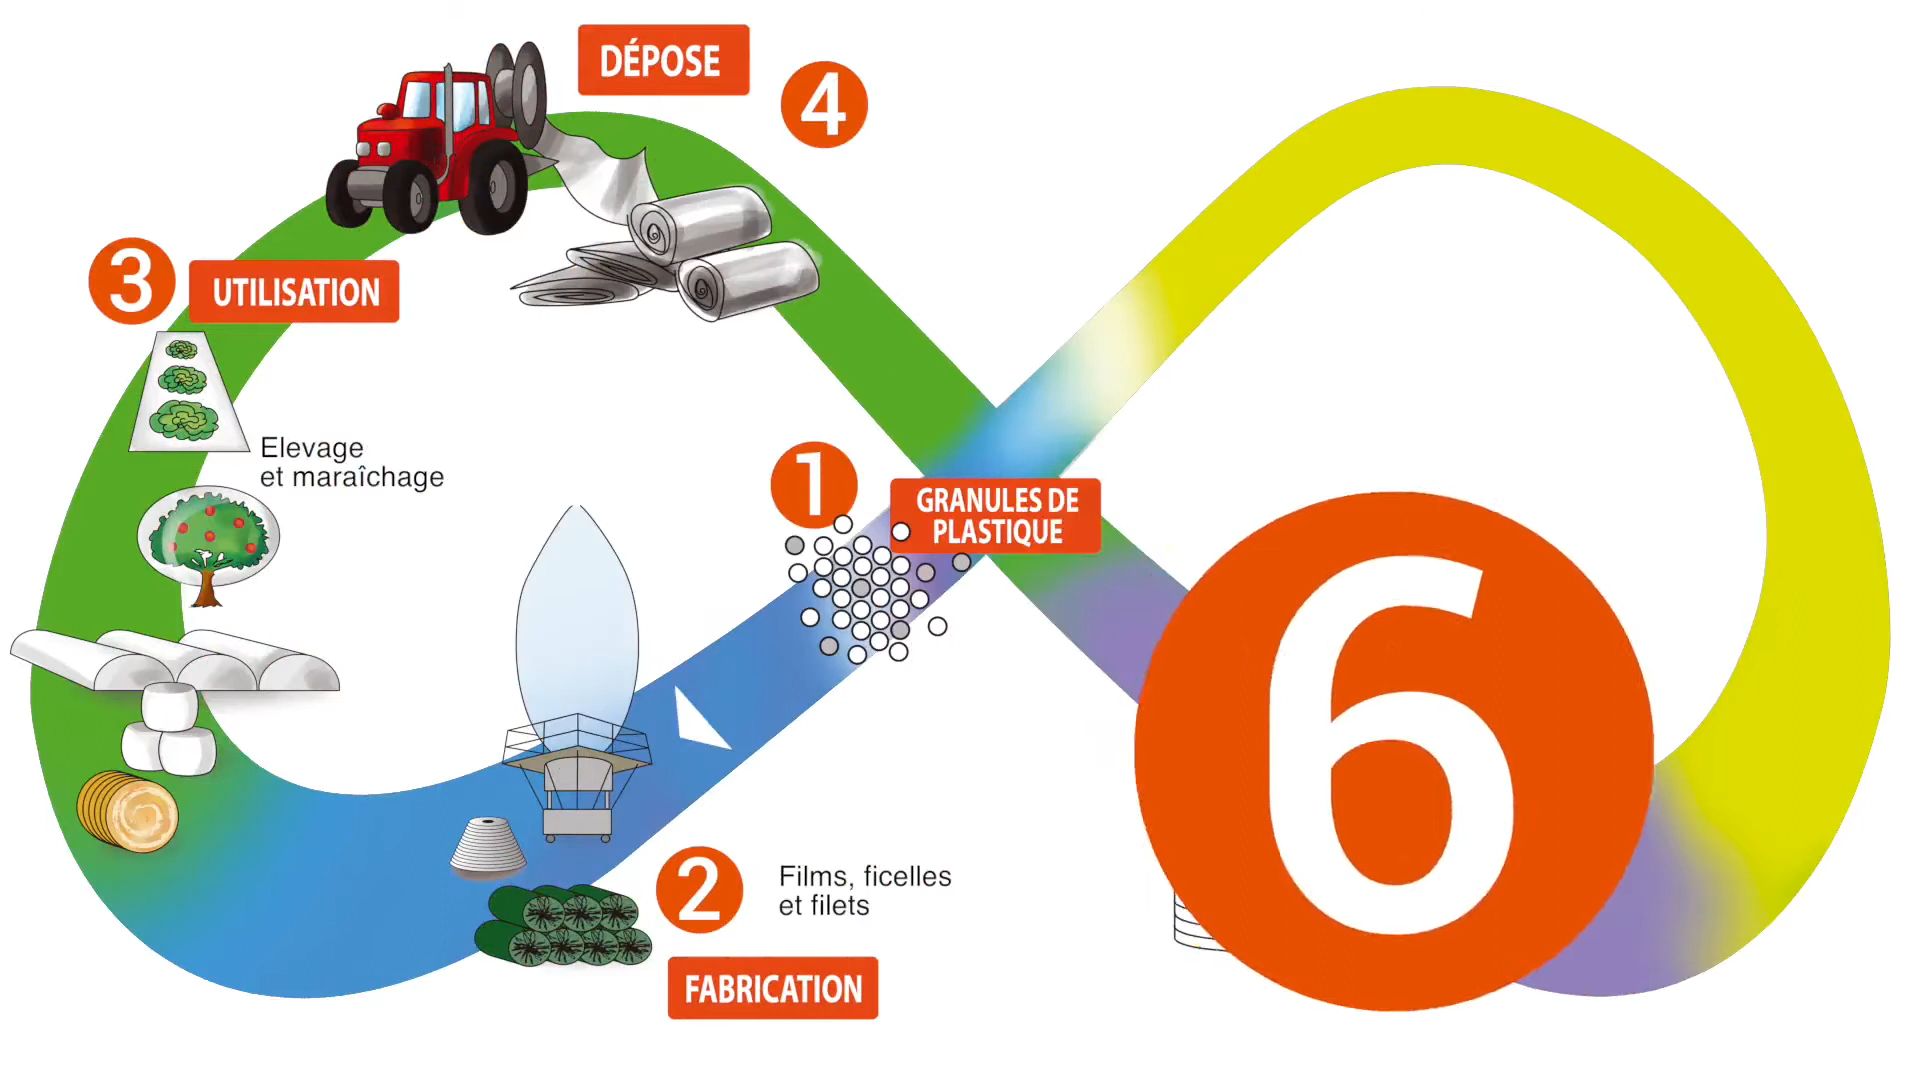 DÉPOSE
4
3
UTILISATION
Elevage
et maraîchage
1
GRANULES DE
PLASTIQUE
2
Films, ficelles
et filets
FABRICATION
6